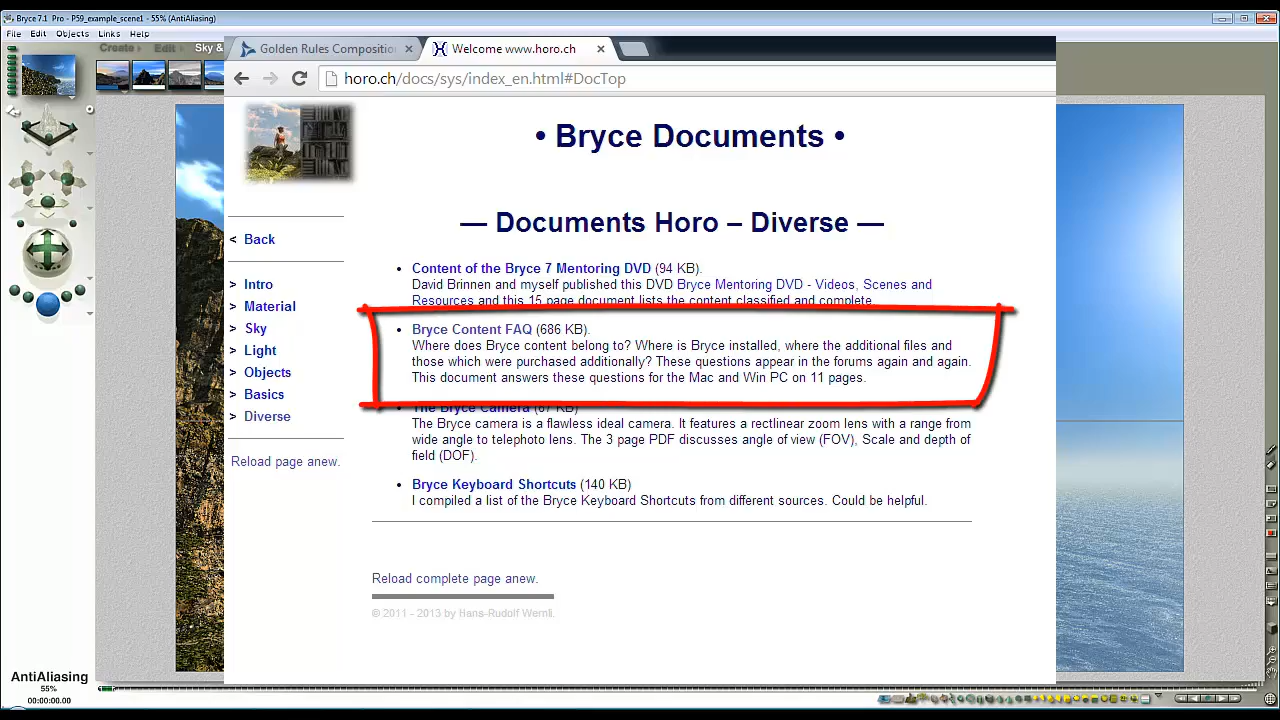 Bryce 7.1 Pro - P59_example_scene1 - 55% (AntiAliasing)
File Edit Objects Links Help
Create Edit Sky &
Golden Rules Compositio
Welcome www.horo.ch
horo.ch/docs/sys/index_en.html#DocTop
• Bryce Documents •
— Documents Horo – Diverse —
< Back
> Intro
> Material
> Sky
> Light
> Objects
> Basics
> Diverse
Reload page anew.
• Content of the Bryce 7 Mentoring DVD (94 KB).
David Brinnen and myself published this DVD Bryce Mentoring DVD - Videos, Scenes and
Resources and this 15 page document lists the content classified and complete.
• Bryce Content FAQ (686 KB).
Where does Bryce content belong to? Where is Bryce installed, where the additional files and
those which were purchased additionally? These questions appear in the forums again and again.
This document answers these questions for the Mac and Win PC on 11 pages.
• The Bryce Camera (67 KB)
The Bryce camera is a flawless ideal camera. It features a rectlinear zoom lens with a range from
wide angle to telephoto lens. The 3 page PDF discusses angle of view (FOV), Scale and depth of
field (DOF).
• Bryce Keyboard Shortcuts (140 KB)
I compiled a list of the Bryce Keyboard Shortcuts from different sources. Could be helpful.
Reload complete page anew.
© 2011 - 2013 by Hans-Rudolf Wernli.
AntiAliasing
55%
00:00:00.00